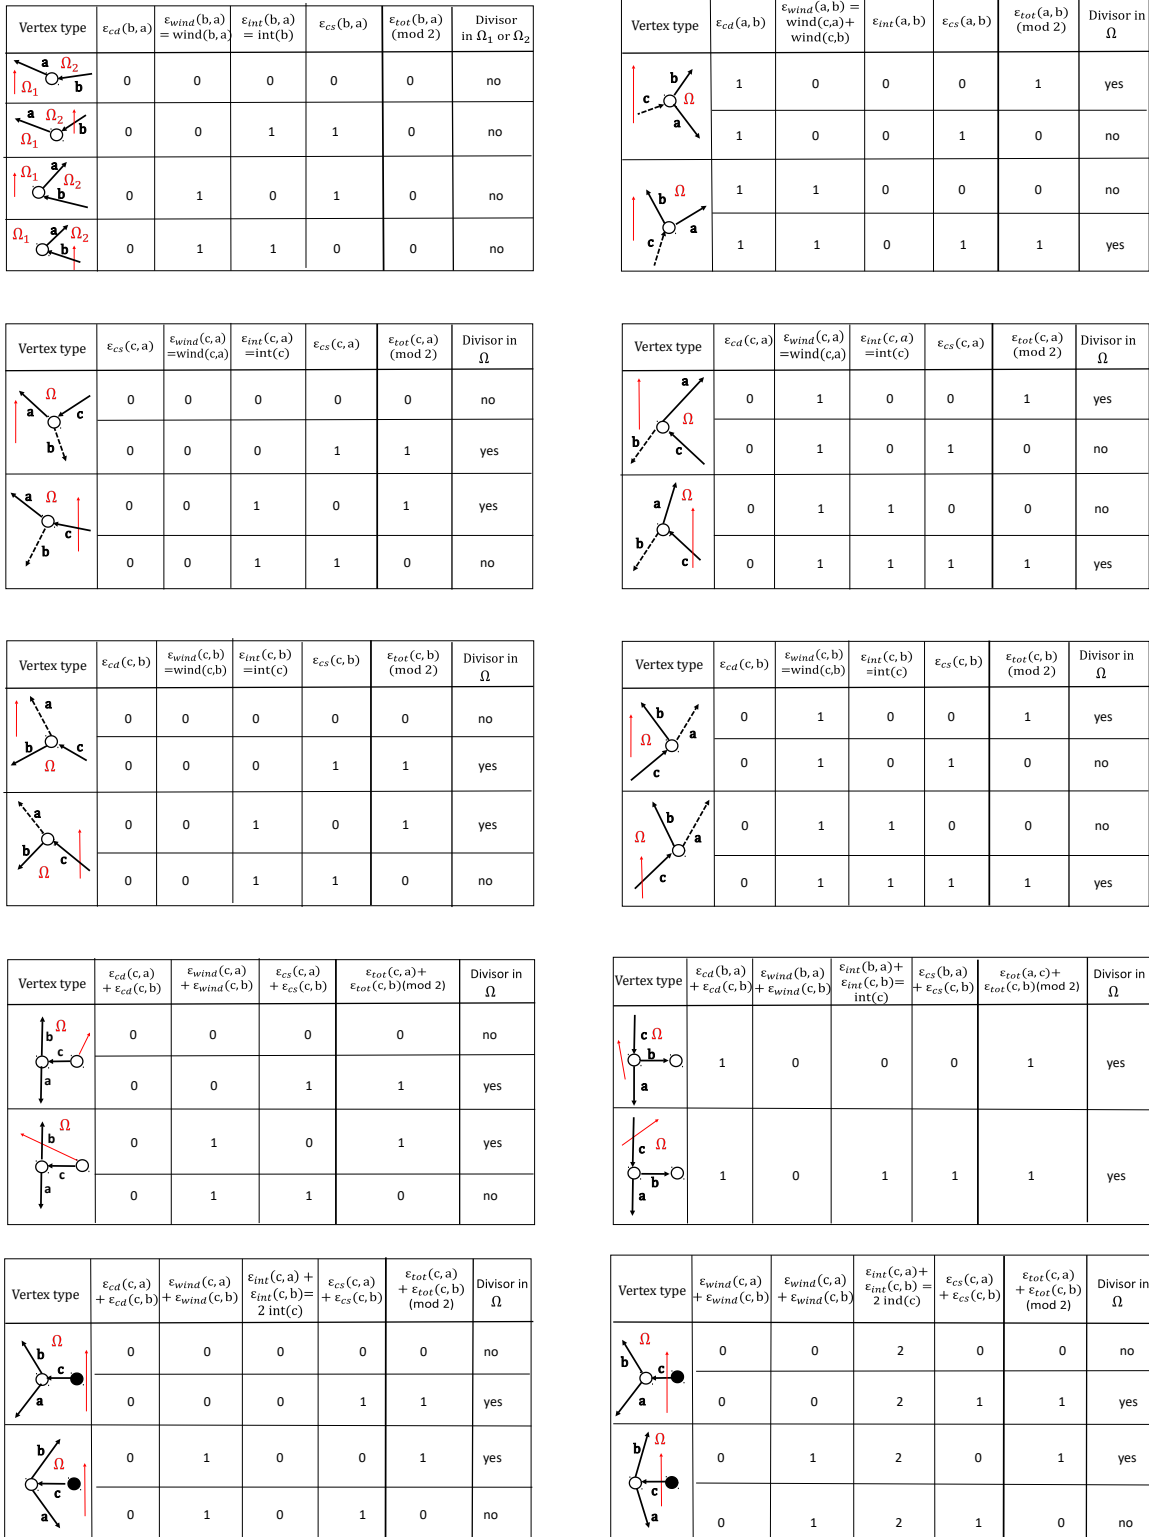 Vertex type ε_cd(b, a) ε_wind(b, a) = wind(b, a) ε_int(b, a) = int(b) ε_cs(b, a) ε_tot(b, a) (mod 2) Divisor in Ω₁ or Ω₂
a Ω₂ Ω₁ b 0 0 0 0 0 no
a Ω₂ b Ω₁ 0 0 1 1 0 no
Ω₁ a Ω₂ b 0 1 0 1 0 no
Ω₁ a Ω₂ b 0 1 1 0 0 no
Vertex type ε_cd(a, b) ε_wind(a, b) = wind(c,a)+ wind(c,b) ε_int(a, b) ε_cs(a, b) ε_tot(a, b) (mod 2) Divisor in Ω
b c Ω a 1 0 0 0 1 yes
1 0 0 1 0 no
b Ω a c 1 1 0 0 0 no
1 1 0 1 1 yes
Vertex type ε_cs(c, a) ε_wind(c, a) =wind(c,a) ε_int(c, a) =int(c) ε_cs(c, a) ε_tot(c, a) (mod 2) Divisor in Ω
Ω a c b 0 0 0 0 0 no
0 0 0 1 1 yes
a Ω c b 0 0 1 0 1 yes
0 0 1 1 0 no
Vertex type ε_cd(c, a) ε_wind(c, a) =wind(c,a) ε_int(c, a) =int(c) ε_cs(c, a) ε_tot(c, a) (mod 2) Divisor in Ω
a Ω b c 0 1 0 0 1 yes
0 1 0 1 0 no
a Ω b c 0 1 1 0 0 no
0 1 1 1 1 yes
Vertex type ε_cd(c, b) ε_wind(c, b) =wind(c,b) ε_int(c, b) =int(c) ε_cs(c, b) ε_tot(c, b) (mod 2) Divisor in Ω
a b c Ω 0 0 0 0 0 no
0 0 0 1 1 yes
a b c Ω 0 0 1 0 1 yes
0 0 1 1 0 no
Vertex type ε_cd(c, b) ε_wind(c, b) =wind(c,b) ε_int(c, b) =int(c) ε_cs(c, b) ε_tot(c, b) (mod 2) Divisor in Ω
b a Ω c 0 1 0 0 1 yes
0 1 0 1 0 no
b a Ω c 0 1 1 0 0 no
0 1 1 1 1 yes
Vertex type ε_cd(c, a) + ε_cd(c, b) ε_wind(c, a) + ε_wind(c, b) ε_cs(c, a) + ε_cs(c, b) ε_tot(c, a)+ ε_tot(c, b)(mod 2) Divisor in Ω
b Ω c a 0 0 0 0 no
0 0 1 1 yes
Ω b c a 0 1 0 1 yes
0 1 1 0 no
Vertex type ε_cd(b, a) + ε_cd(c, b) ε_wind(b, a) + ε_wind(c, b) ε_int(b, a)+ ε_int(c, b)= int(c) ε_cs(b, a) + ε_cs(c, b) ε_tot(a, c)+ ε_tot(c, b)(mod 2) Divisor in Ω
c Ω b a 1 0 0 0 1 yes
c Ω b a 1 0 1 1 1 yes
Vertex type ε_cd(c, a) + ε_cd(c, b) ε_wind(c, a) + ε_wind(c, b) ε_int(c, a) + ε_int(c, b)= 2 int(c) ε_cs(c, a) + ε_cs(c, b) ε_tot(c, a) + ε_tot(c, b) (mod 2) Divisor in Ω
Ω b c a 0 0 0 0 0 no
0 0 0 1 1 yes
b Ω c a 0 1 0 0 1 yes
0 1 0 1 0 no
Vertex type ε_wind(c, a) + ε_wind(c, b) ε_wind(c, a) + ε_wind(c, b) ε_int(c, a)+ ε_int(c, b) = 2 ind(c) ε_cs(c, a) + ε_cs(c, b) ε_tot(c, a) + ε_tot(c, b) (mod 2) Divisor in Ω
Ω b c a 0 0 2 0 0 no
0 0 2 1 1 yes
b Ω c a 0 1 2 0 1 yes
0 1 2 1 0 no